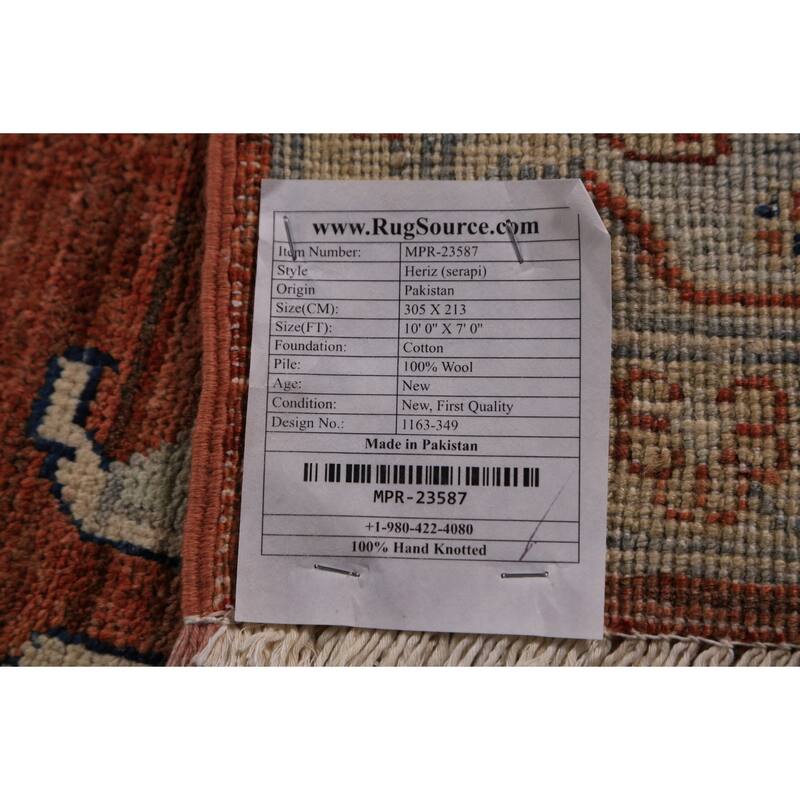 www.RugSource.com
Item Number: MPR-23587
Style Heriz (serapi)
Origin Pakistan
Size(CM): 305 X 213
Size(FT): 10' 0" X 7' 0"
Foundation: Cotton
Pile: 100% Wool
Age: New
Condition: New, First Quality
Design No.: 1163-349
Made in Pakistan
MPR-23587
+1-980-422-4080
100% Hand Knotted